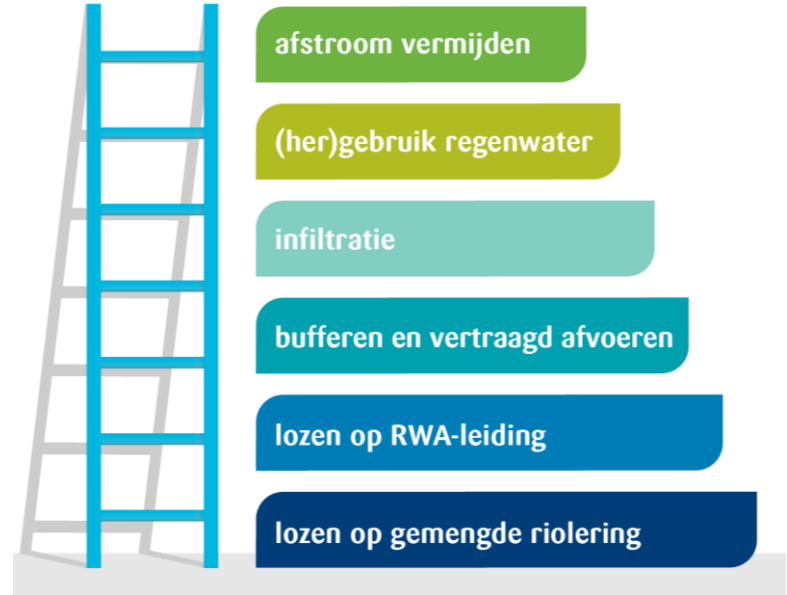 afstroom vermijden
(her)gebruik regenwater
infiltratie
bufferen en vertraagd afvoeren
lozen op RWA-leiding
lozen op gemengde riolering